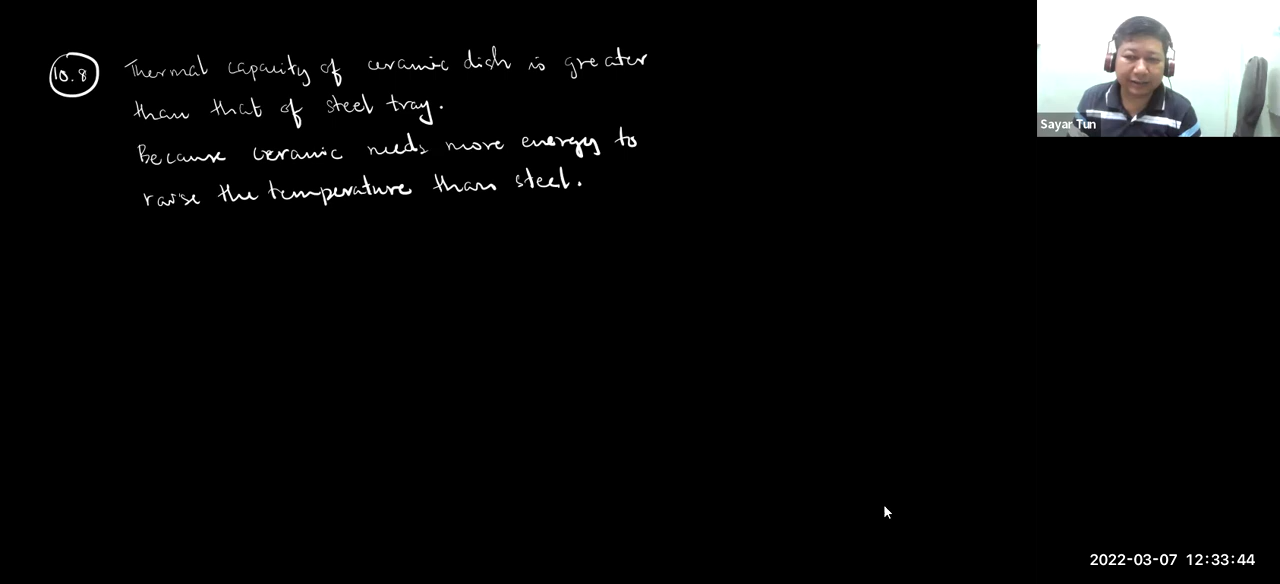 10.8 Thermal capacity of ceramic dish is greater
than that of steel tray.
Because ceramic needs more energy to
raise the temperature than steel.
Sayar Tun
2022-03-07 12:33:44